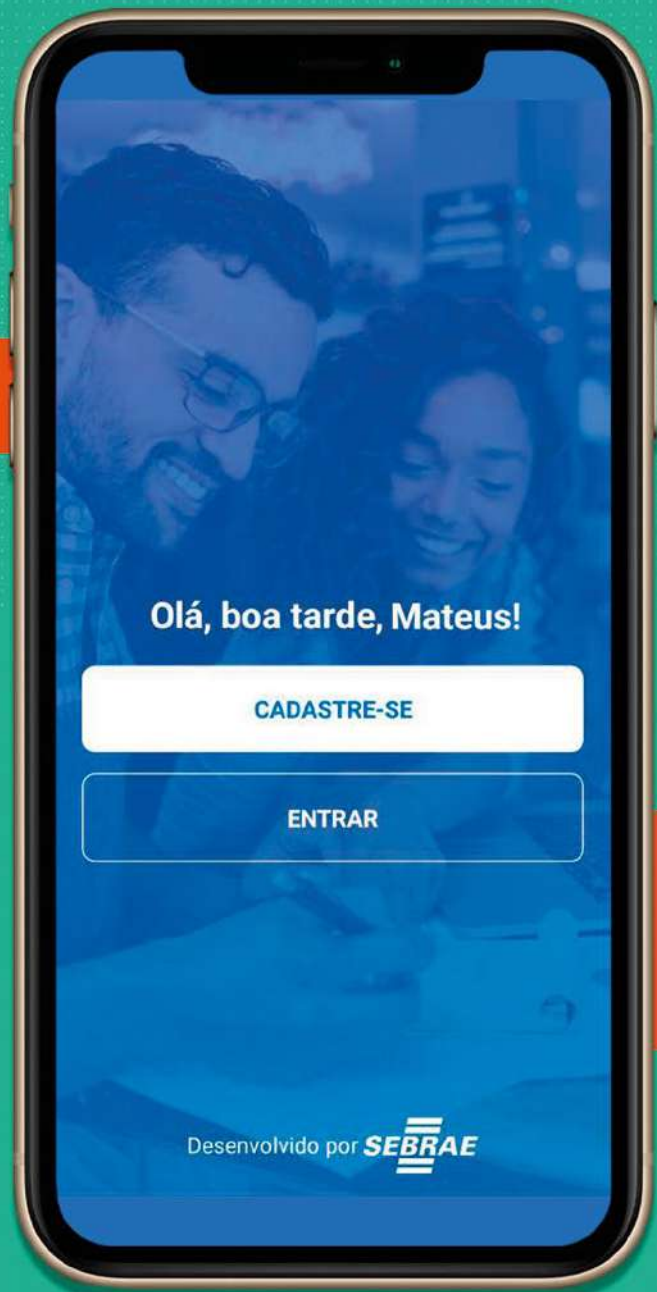 Olá, boa tarde, Mateus!
CADASTRE-SE
ENTRAR
Desenvolvido por SEBRAE